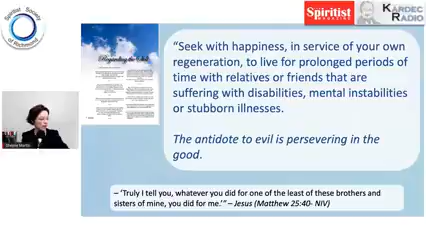 Spiritist Society of Richmond
Spiritist
MAGAZINE
KARDEC
RADIO
Regarding the Sick
“Seek with happiness, in service of your own
regeneration, to live for prolonged periods of
time with relatives or friends that are
suffering with disabilities, mental instabilities
or stubborn illnesses.
The antidote to evil is persevering in the
good.
– ‘Truly I tell you, whatever you did for one of the least of these brothers and
sisters of mine, you did for me.’” – Jesus (Matthew 25:40- NIV)